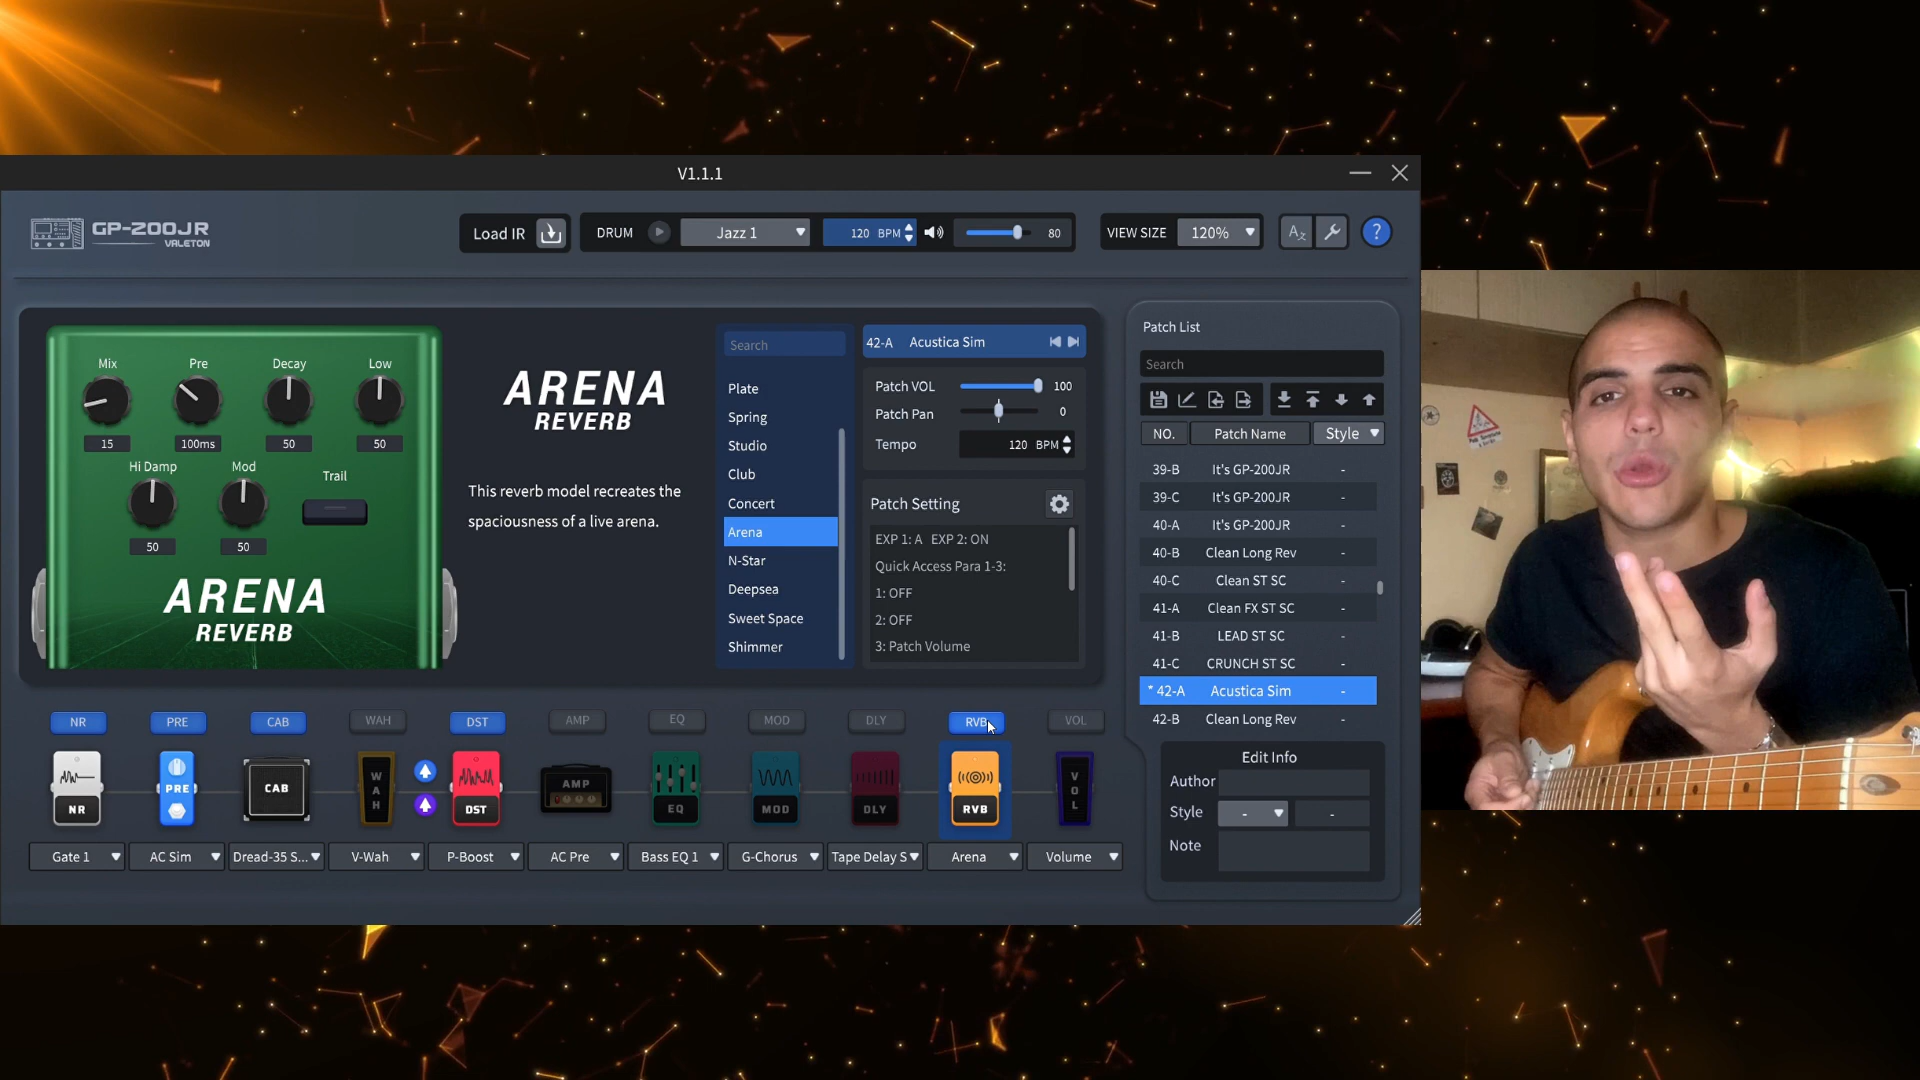 V1.1.1
GP-200JR
VALETON
Load IR
DRUM
Jazz 1
120 BPM
80
VIEW SIZE
120%
?
Mix
Pre
Decay
Low
15
100ms
50
50
Hi Damp
Mod
Trail
50
50
ARENA
REVERB
ARENA
REVERB
This reverb model recreates the
spaciousness of a live arena.
Search
Plate
Spring
Studio
Club
Concert
Arena
N-Star
Deepsea
Sweet Space
Shimmer
42-A Acustica Sim
Patch VOL 100
Patch Pan 0
Tempo 120 BPM
Patch Setting
EXP 1: A EXP 2: ON
Quick Access Para 1-3:
1: OFF
2: OFF
3: Patch Volume
Patch List
Search
NO. Patch Name Style
39-B It's GP-200JR -
39-C It's GP-200JR -
40-A It's GP-200JR -
40-B Clean Long Rev -
40-C Clean ST SC -
41-A Clean FX ST SC -
41-B LEAD ST SC -
41-C CRUNCH ST SC -
* 42-A Acustica Sim -
42-B Clean Long Rev -
Edit Info
Author
Style - -
Note
NR PRE CAB WAH DST AMP EQ MOD DLY RVB VOL
NR PRE CAB WAH DST AMP EQ MOD DLY RVB VOL
Gate 1 AC Sim Dread-35 S... V-Wah P-Boost AC Pre Bass EQ 1 G-Chorus Tape Delay S Arena Volume